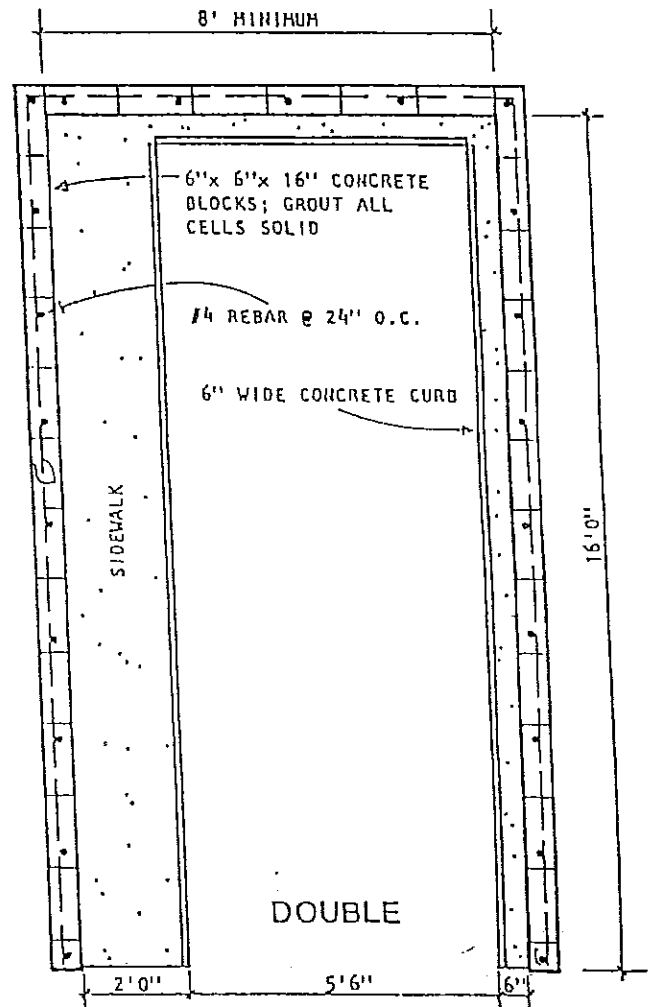 8' MINIMUM
6"x 6"x 16" CONCRETE
BLOCKS; GROUT ALL
CELLS SOLID
#4 REBAR @ 24" O.C.
6" WIDE CONCRETE CURB
SIDEWALK
16'0"
DOUBLE
2'0" 5'6" 6"